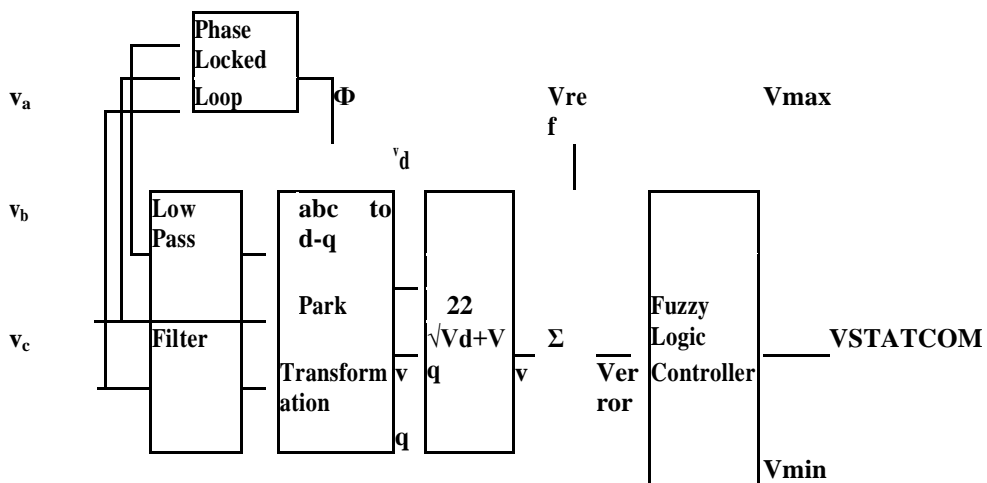 Phase
Locked
Loop
Φ
va
Vre
f
Vmax
vd
vb
Low
Pass
abc to
d-q
Park
22
√Vd+V
q
Fuzzy
Logic
Controller
vc
Filter
Σ
VSTATCOM
Transform
ation
v
q
v
Ver
ror
Vmin